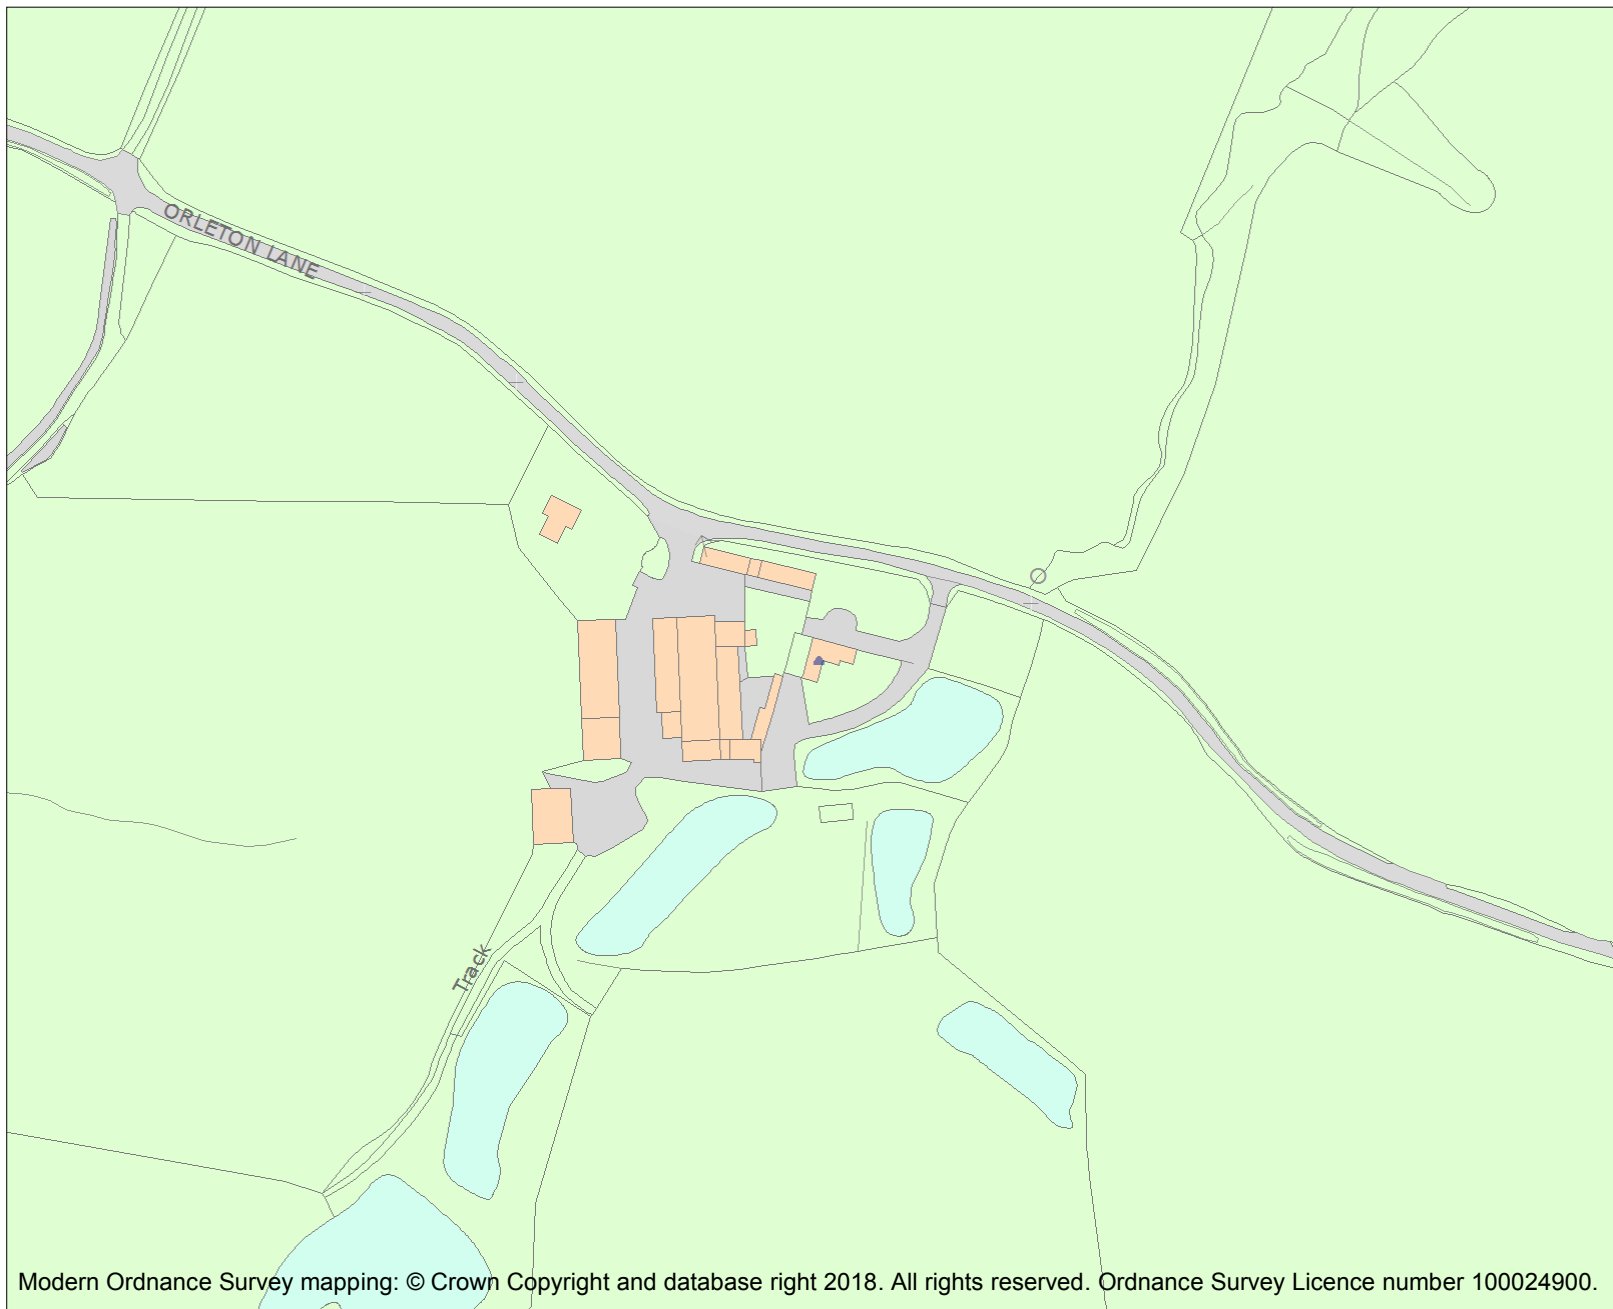 ORLETON LANE
Track
Modern Ordnance Survey mapping: © Crown Copyright and database right 2018. All rights reserved. Ordnance Survey Licence number 100024900.